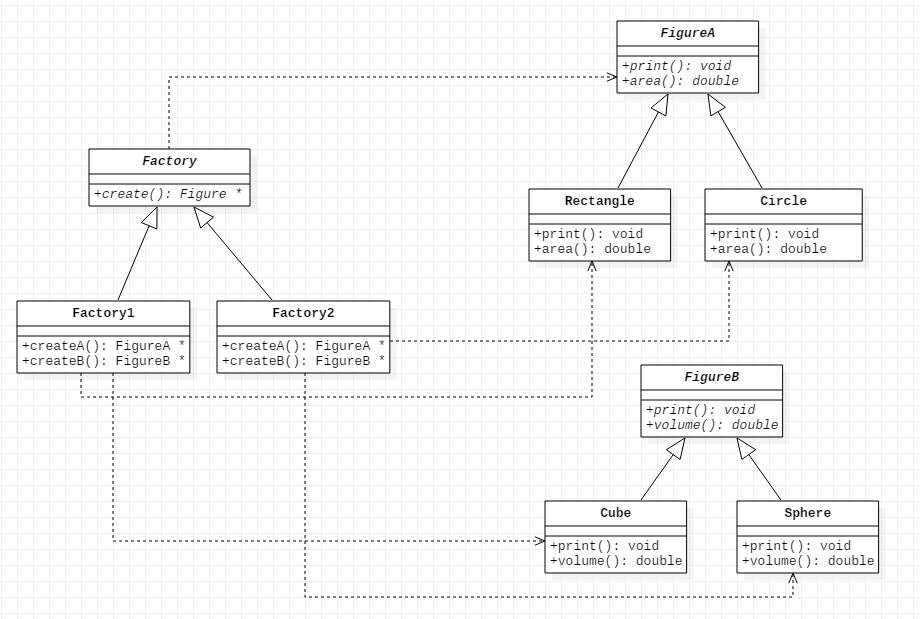 FigureA
+print(): void
+area(): double
Factory
+create(): Figure *
Rectangle
+print(): void
+area(): double
Circle
+print(): void
+area(): double
Factory1
+createA(): FigureA *
+createB(): FigureB *
Factory2
+createA(): FigureA *
+createB(): FigureB *
FigureB
+print(): void
+volume(): double
Cube
+print(): void
+volume(): double
Sphere
+print(): void
+volume(): double